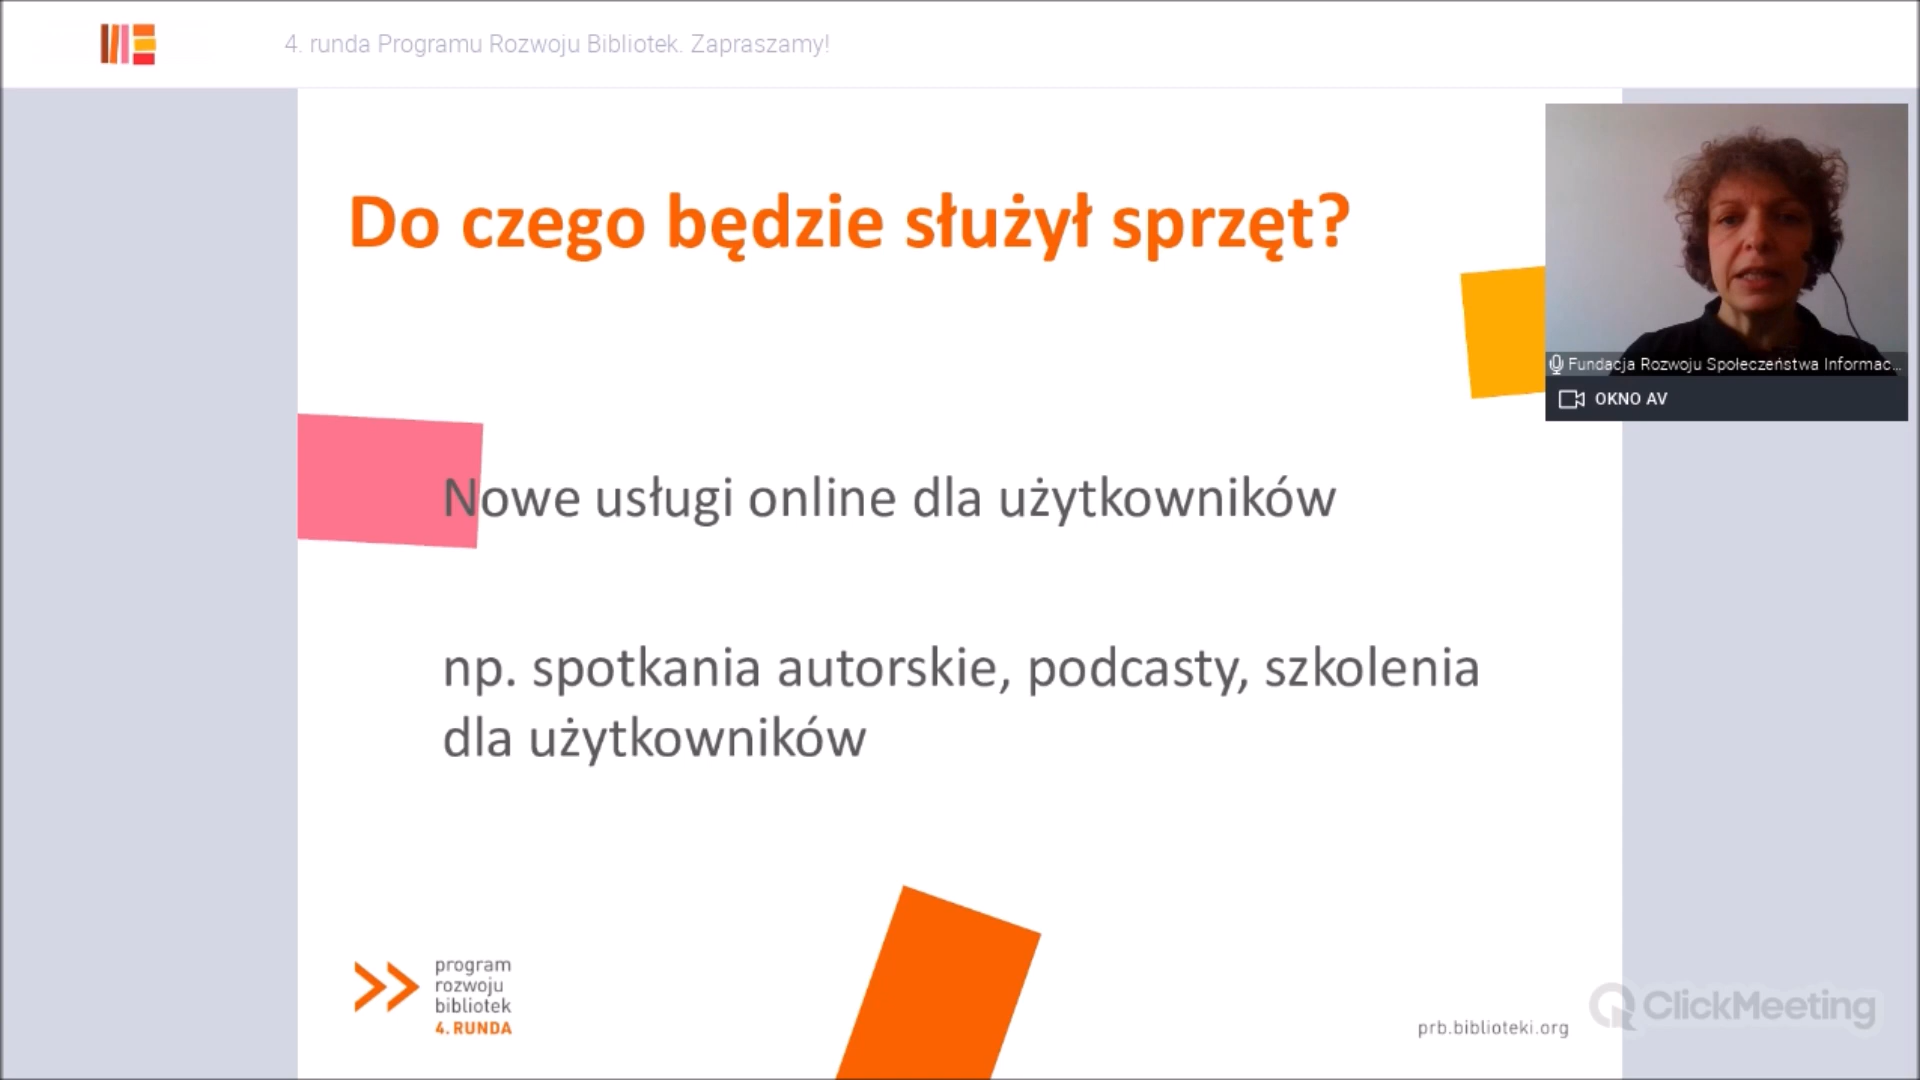 4. runda Programu Rozwoju Bibliotek. Zapraszamy!
Do czego będzie służył sprzęt?
Fundacja Rozwoju Społeczeństwa Informac...
OKNO AV
Nowe usługi online dla użytkowników
np. spotkania autorskie, podcasty, szkolenia
dla użytkowników
program
rozwoju
bibliotek
4. RUNDA
prb.biblioteki.org
ClickMeeting